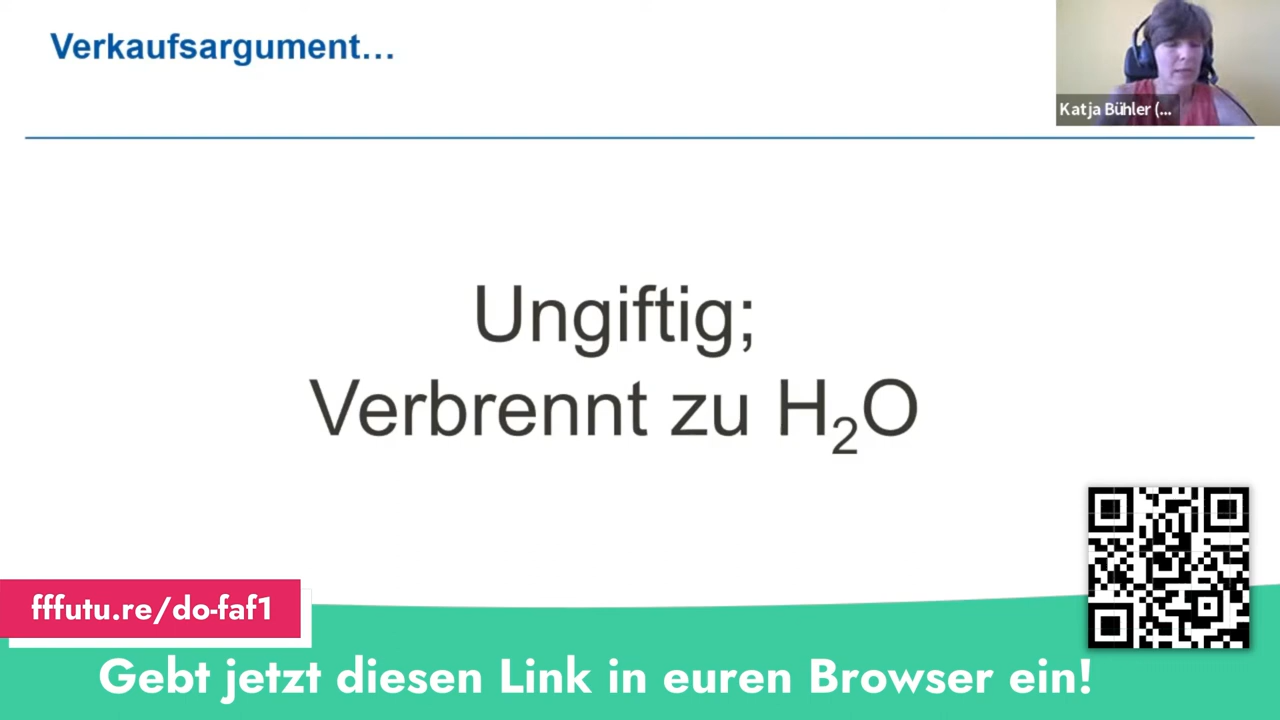 Verkaufsargument...
Katja Bühler (...
Ungiftig;
Verbrennt zu H₂O
fffutu.re/do-faf1
Gebt jetzt diesen Link in euren Browser ein!